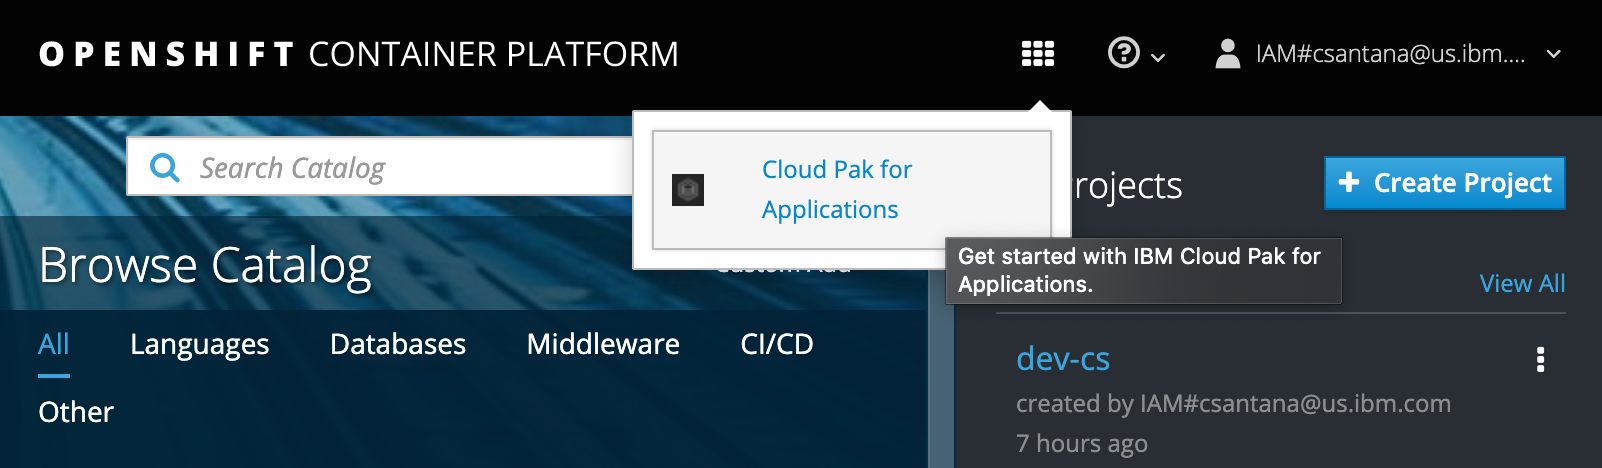 OPENSHIFT CONTAINER PLATFORM
IAM#csantana@us.ibm....
Search Catalog
Cloud Pak for
Applications
rojects
+ Create Project
Browse Catalog
Get started with IBM Cloud Pak for
Applications.
View All
All Languages Databases Middleware CI/CD
Other
dev-cs
created by IAM#csantana@us.ibm.com
7 hours ago